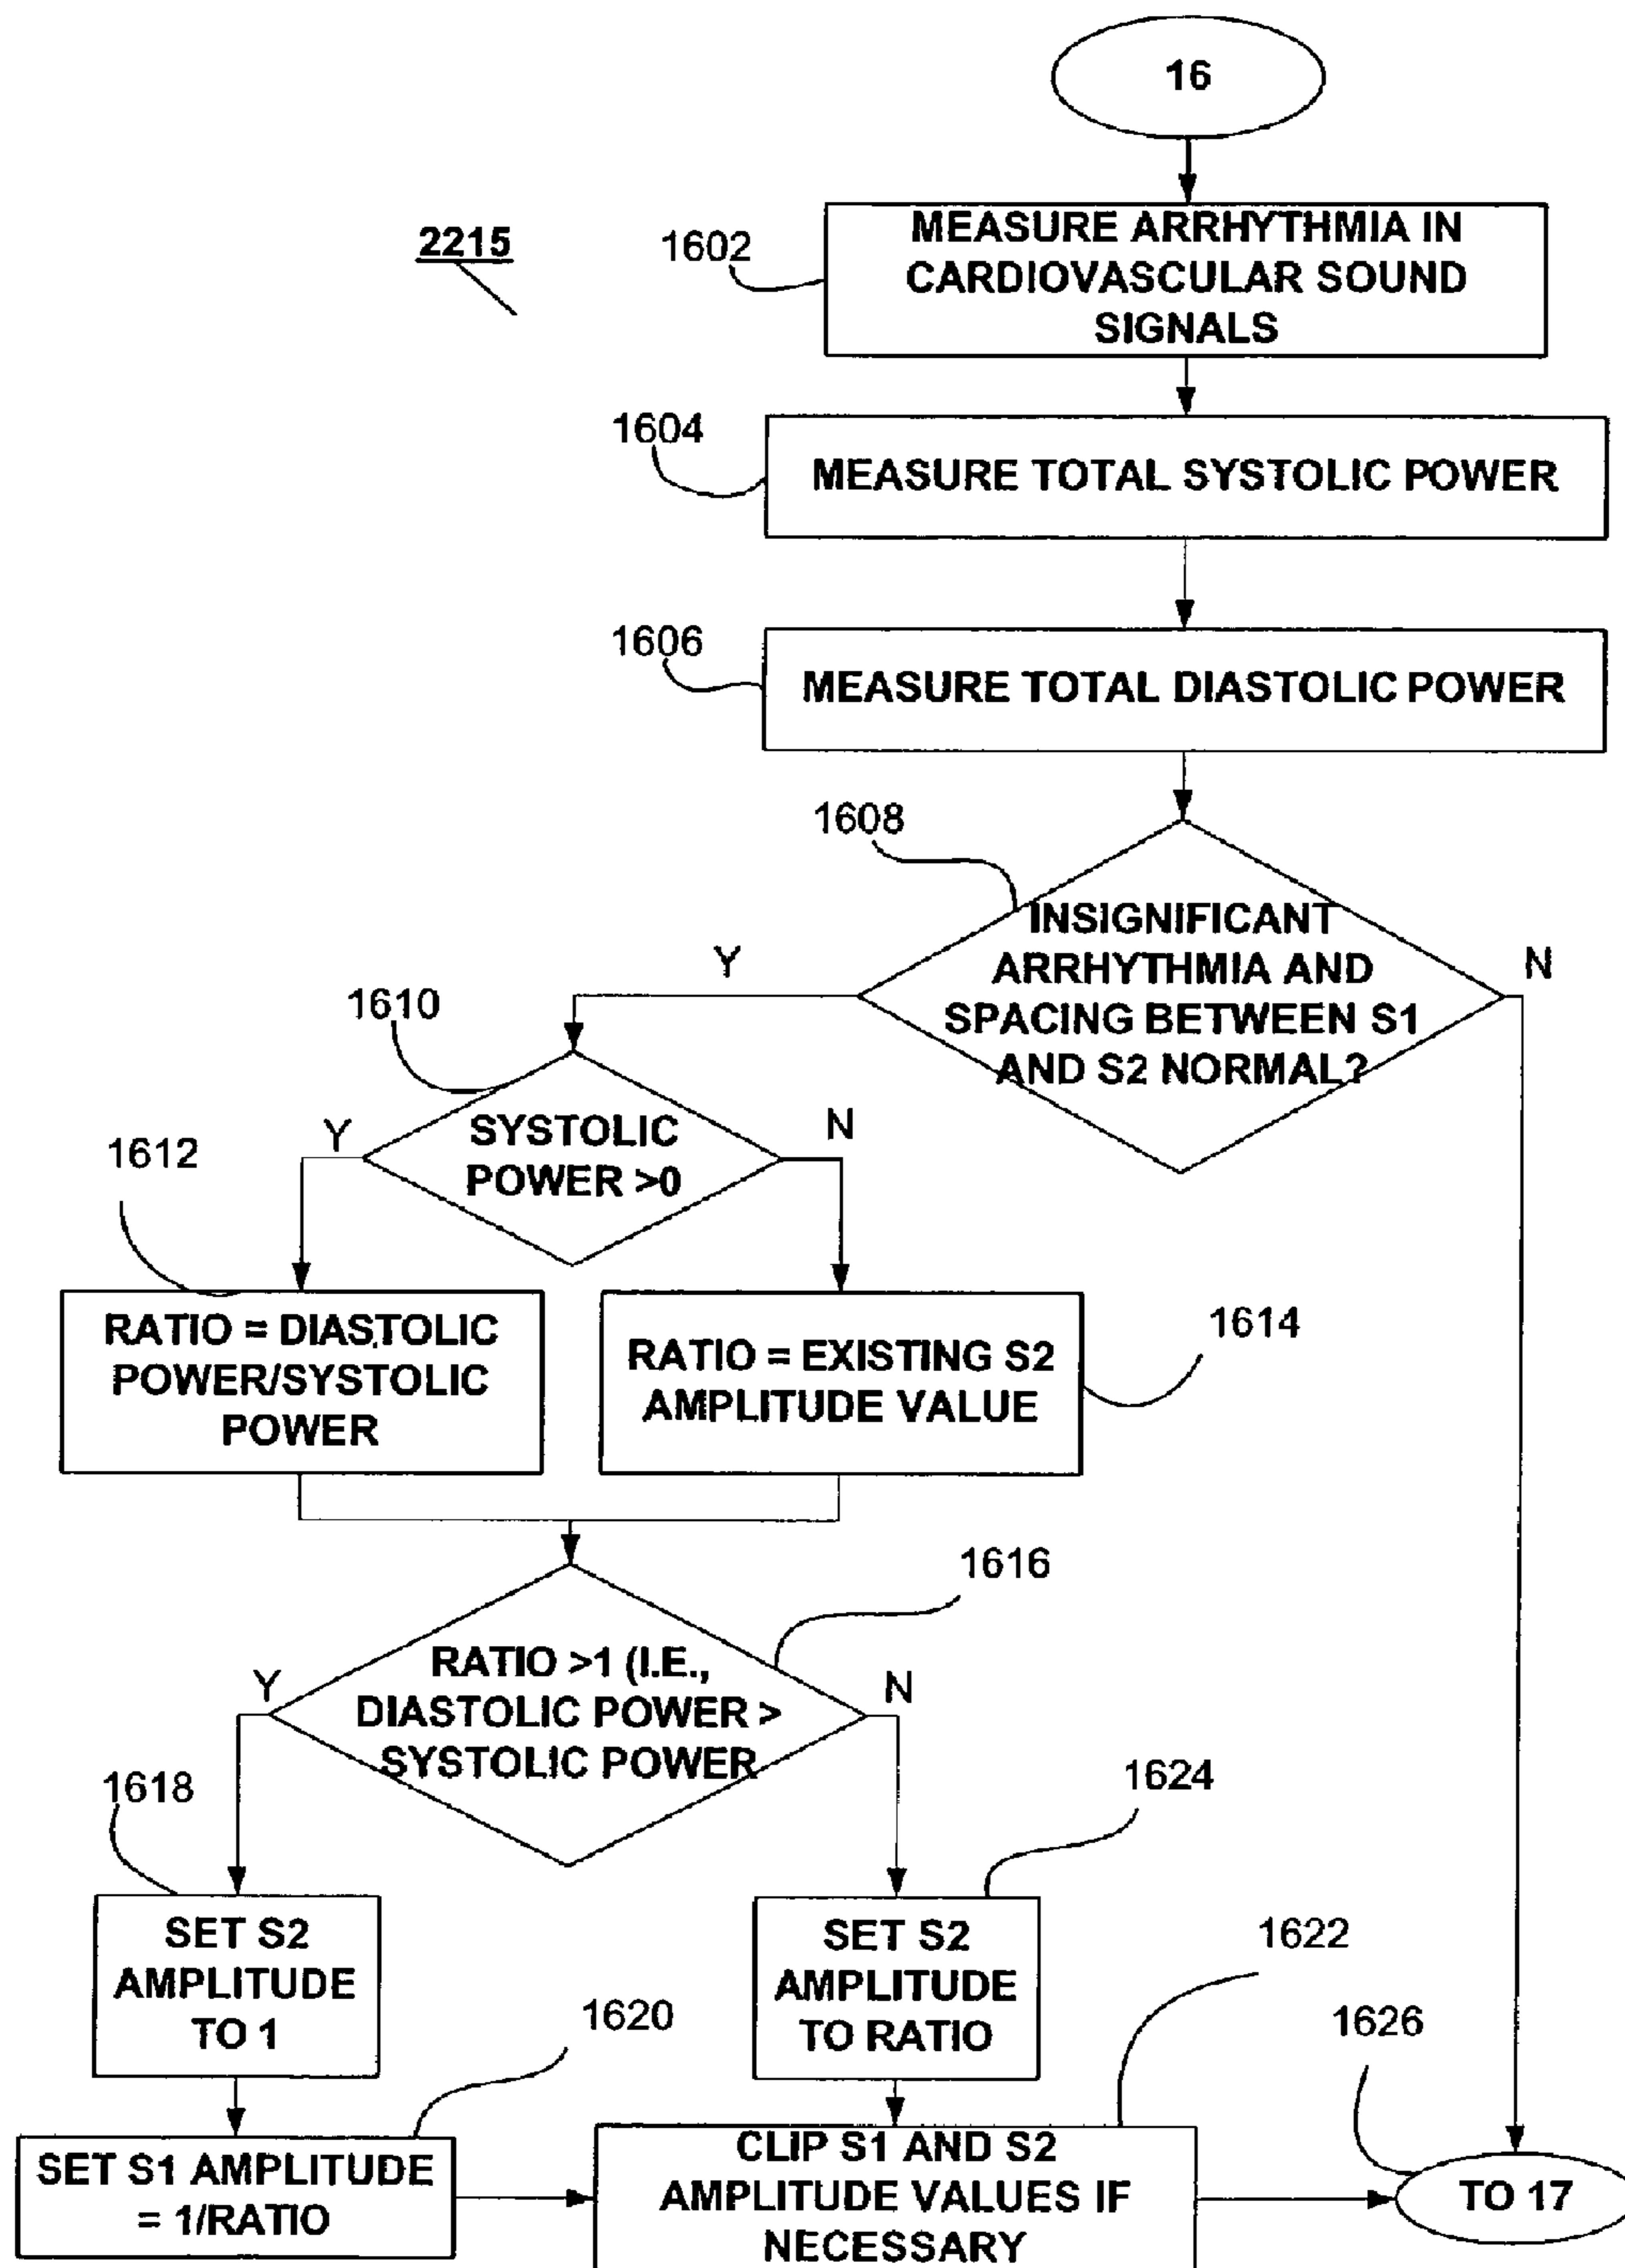 16
2215
1602
MEASURE ARRHYTHMIA IN
CARDIOVASCULAR SOUND
SIGNALS
1604
MEASURE TOTAL SYSTOLIC POWER
1606
MEASURE TOTAL DIASTOLIC POWER
1608
INSIGNIFICANT
ARRHYTHMIA AND
SPACING BETWEEN S1
AND S2 NORMAL?
Y
N
1610
SYSTOLIC
POWER >0
Y
N
1612
RATIO = DIASTOLIC
POWER/SYSTOLIC
POWER
RATIO = EXISTING S2
AMPLITUDE VALUE
1614
1616
RATIO >1 (I.E.,
DIASTOLIC POWER >
SYSTOLIC POWER
Y
N
1618
SET S2
AMPLITUDE
TO 1
1624
SET S2
AMPLITUDE
TO RATIO
1620
SET S1 AMPLITUDE
= 1/RATIO
1622
CLIP S1 AND S2
AMPLITUDE VALUES IF
NECESSARY
1626
TO 17